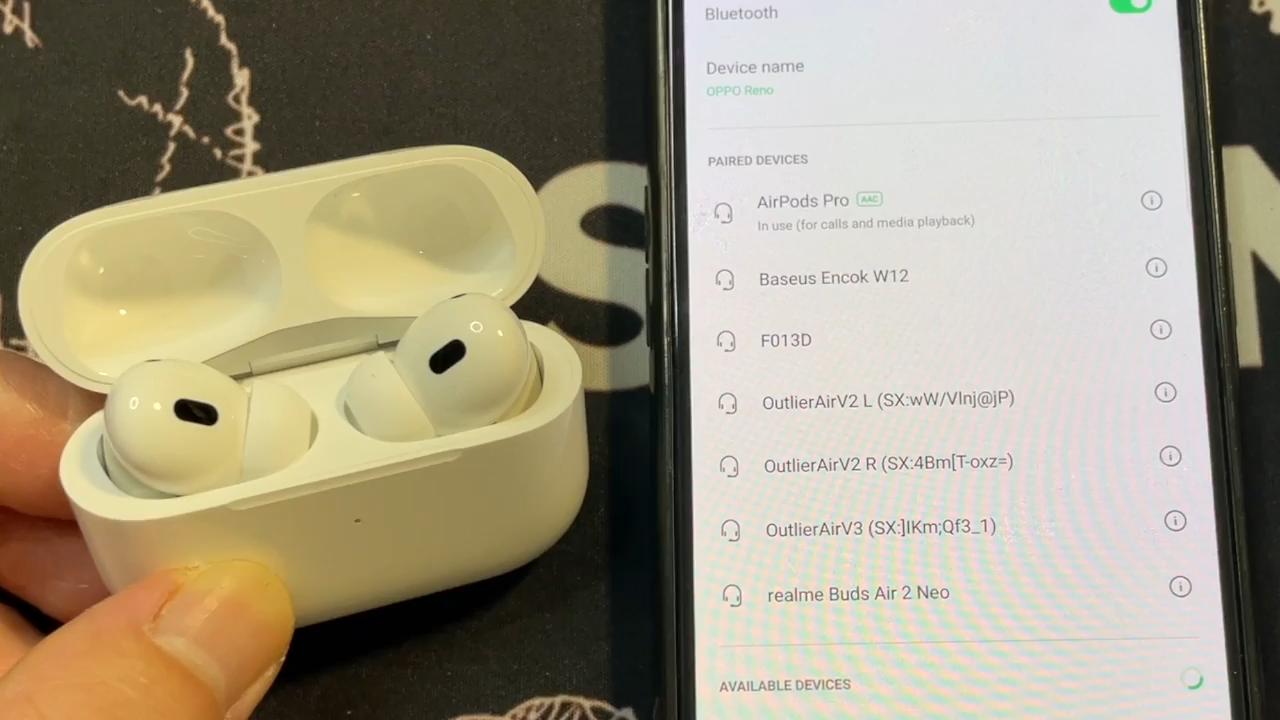 Bluetooth
Device name
OPPO Reno
PAIRED DEVICES
AirPods Pro AAC
In use (for calls and media playback)
Baseus Encok W12
F013D
OutlierAirV2 L (SX:wW/VInj@jP)
OutlierAirV2 R (SX:4Bm[T-oxz=)
OutlierAirV3 (SX:]IKm;Qf3_1)
realme Buds Air 2 Neo
AVAILABLE DEVICES
S